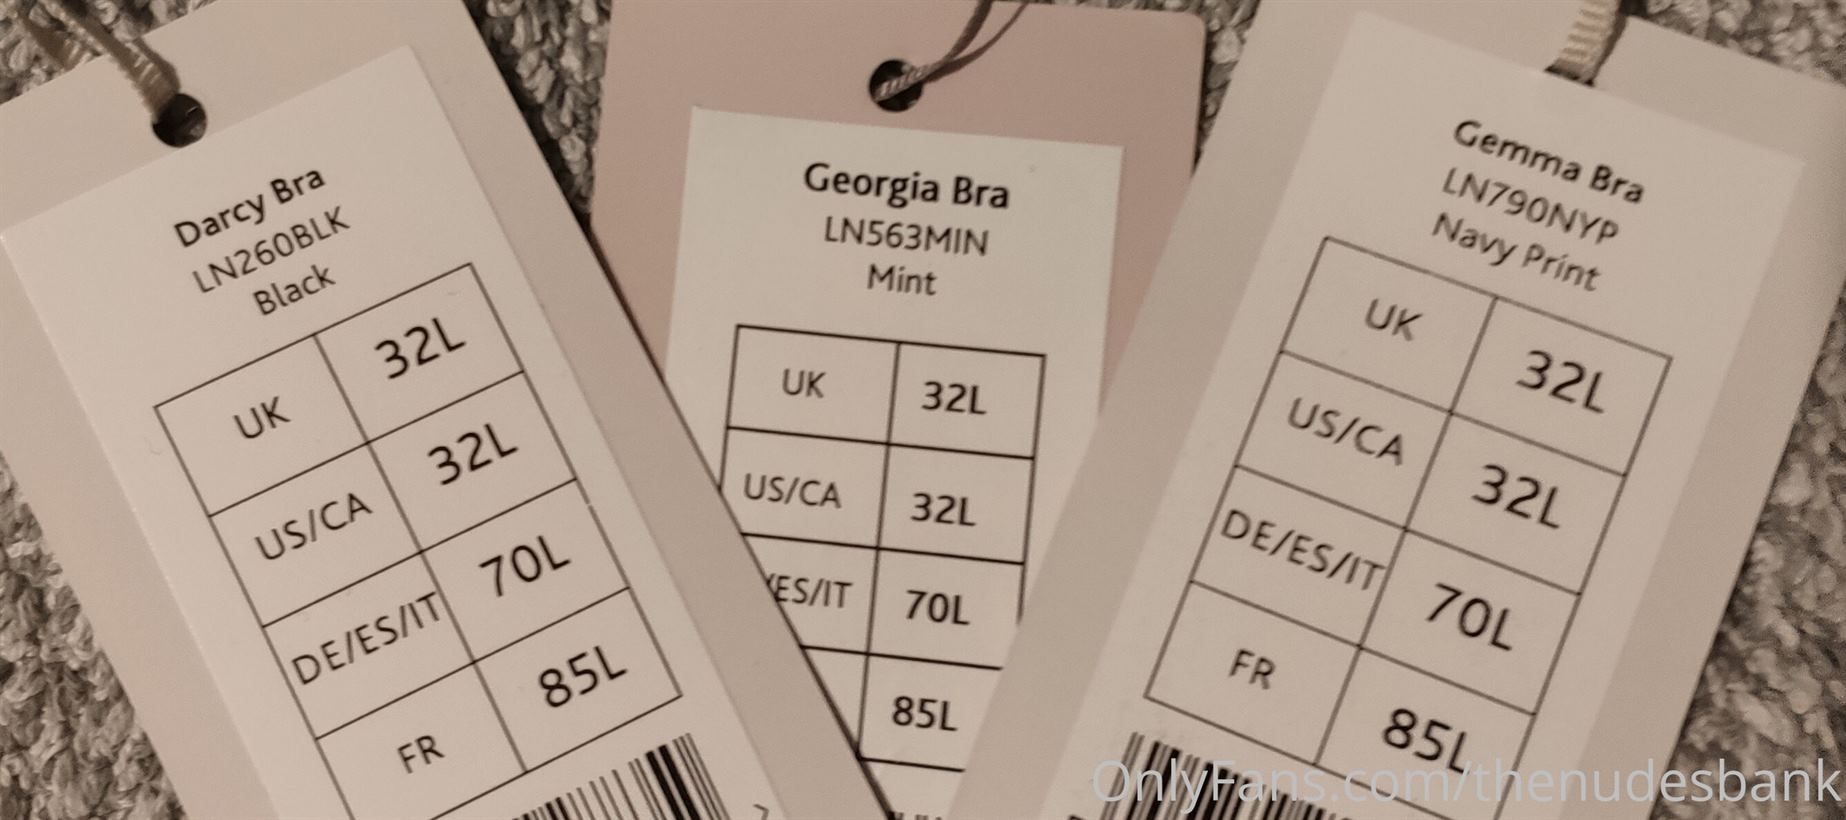 Darcy Bra
LN260BLK
Black
UK 32L
US/CA 32L
DE/ES/IT 70L
FR 85L
Georgia Bra
LN563MIN
Mint
UK 32L
US/CA 32L
/ES/IT 70L
85L
Gemma Bra
LN790NYP
Navy Print
UK 32L
US/CA 32L
DE/ES/IT 70L
FR 85L
OnlyFans.com/thenudesbank